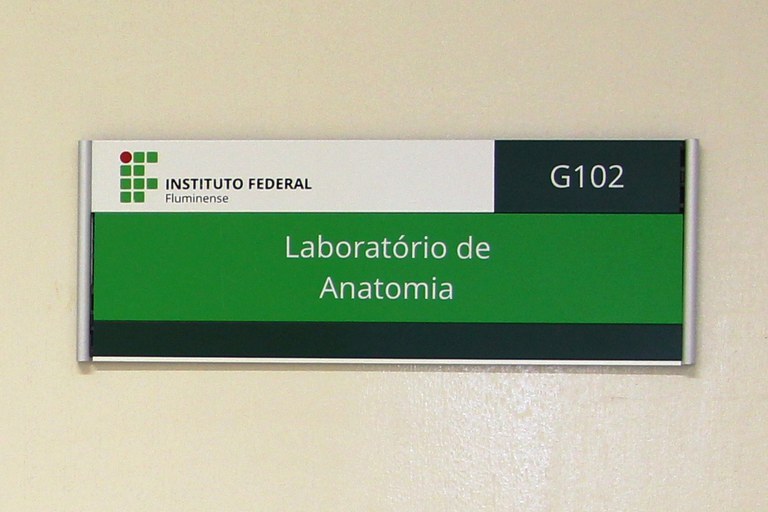 INSTITUTO FEDERAL
Fluminense
G102
Laboratório de
Anatomia